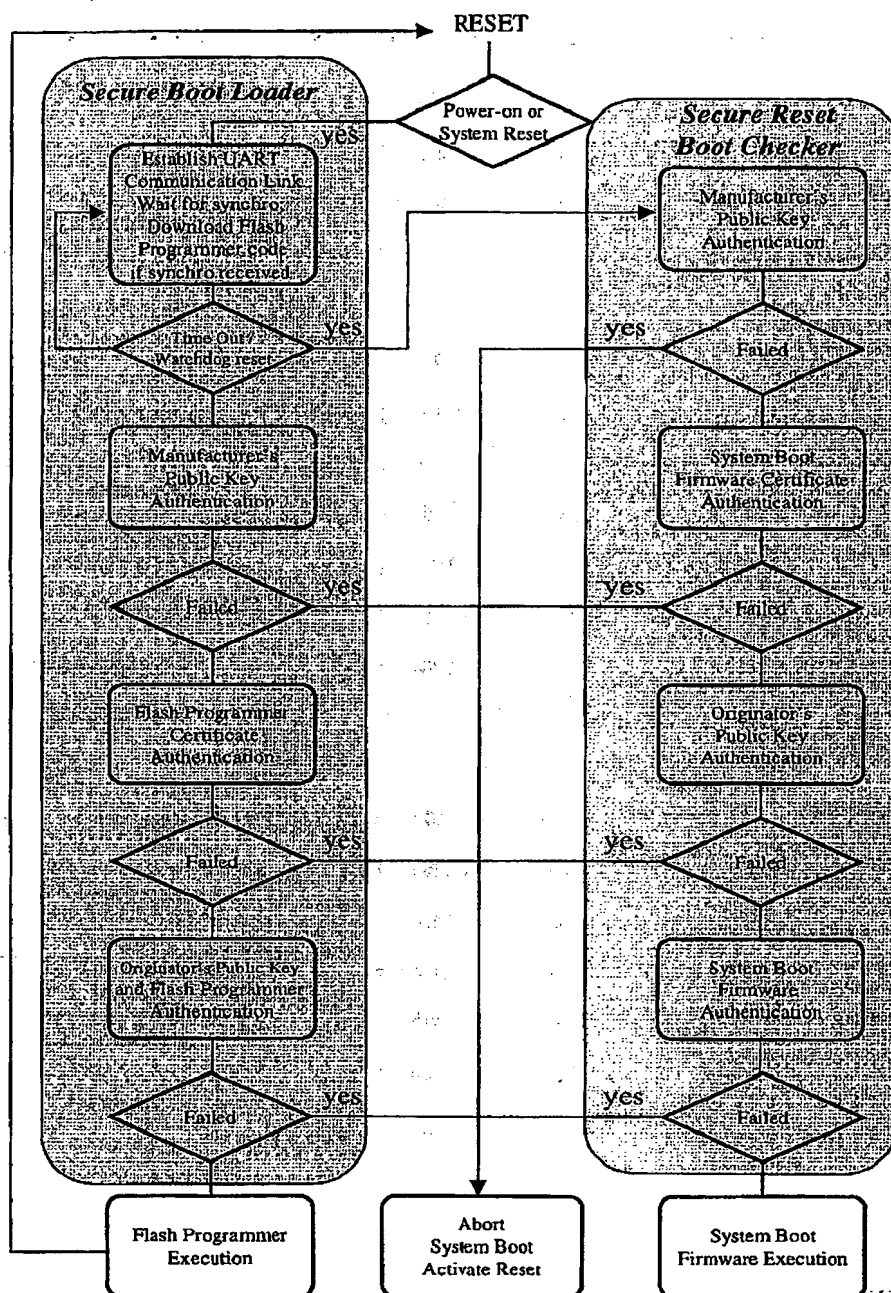 RESET
Power-on or
System Reset
Secure Boot Loader
yes
Establish UART
Communication Link
Wait for synchro
Download Flash
Programmer code
if synchro received
Time Out /
Watchdog reset
yes
Manufacturer's
Public Key
Authentication
Failed
yes
Flash Programmer
Certificate
Authentication
Failed
yes
Originator's Public Key
and Flash Programmer
Authentication
Failed
yes
Flash Programmer
Execution
Abort
System Boot
Activate Reset
Secure Reset
Boot Checker
Manufacturer's
Public Key
Authentication
yes
Failed
System Boot
Firmware Certificate
Authentication
yes
Failed
Originator's
Public Key
Authentication
yes
Failed
System Boot
Firmware
Authentication
yes
Failed
System Boot
Firmware Execution